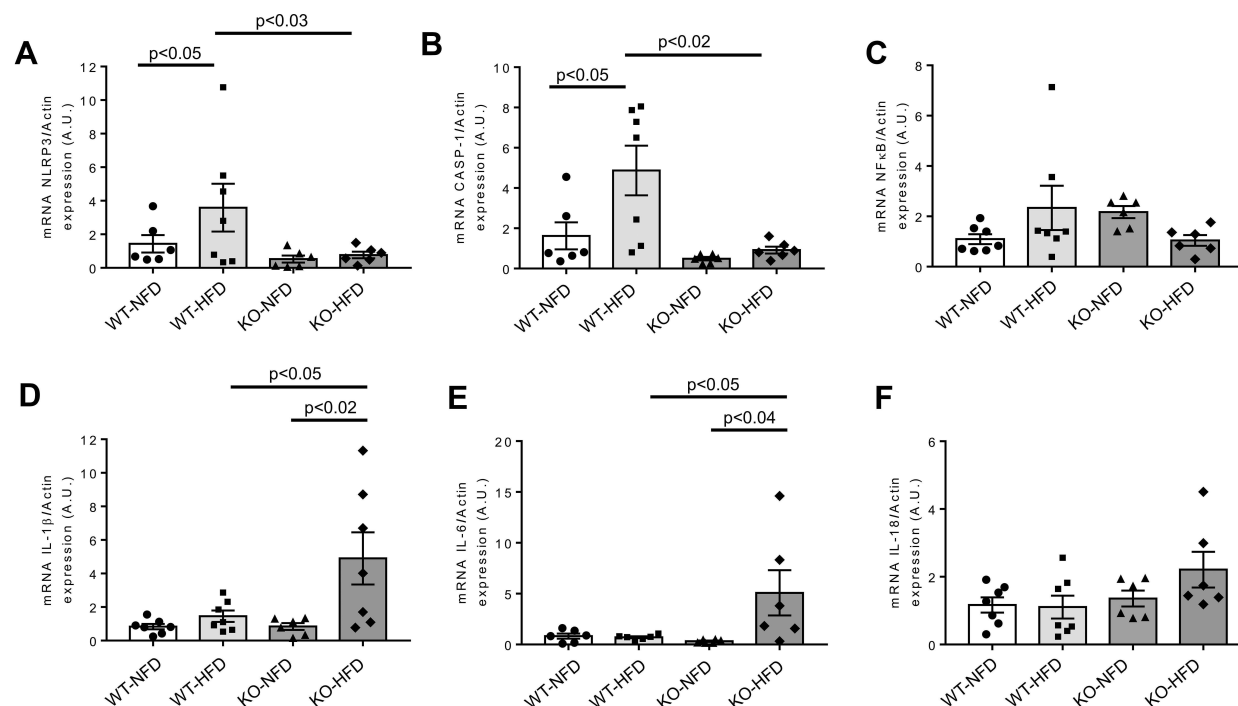 A
p<0.05
p<0.03
mRNA NLRP3/Actin
expression (A.U.)
12
10
8
6
4
2
0
WT-NFD
WT-HFD
KO-NFD
KO-HFD
B
p<0.05
p<0.02
mRNA CASP-1/Actin
expression (A.U.)
10
8
6
4
2
0
WT-NFD
WT-HFD
KO-NFD
KO-HFD
C
mRNA NFκB/Actin
expression (A.U.)
8
6
4
2
0
WT-NFD
WT-HFD
KO-NFD
KO-HFD
D
p<0.05
p<0.02
mRNA IL-1β/Actin
expression (A.U.)
12
10
8
6
4
2
0
WT-NFD
WT-HFD
KO-NFD
KO-HFD
E
p<0.05
p<0.04
mRNA IL-6/Actin
expression (A.U.)
20
15
10
5
0
WT-NFD
WT-HFD
KO-NFD
KO-HFD
F
mRNA IL-18/Actin
expression (A.U.)
6
4
2
0
WT-NFD
WT-HFD
KO-NFD
KO-HFD